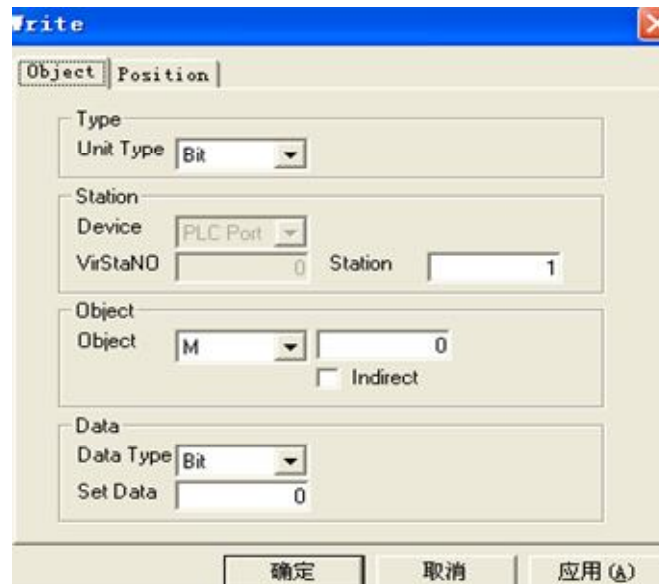 Write
Object Position
Type
Unit Type Bit
Station
Device PLC Port
VirStaNO 0 Station 1
Object
Object M 0
Indirect
Data
Data Type Bit
Set Data 0
确定 取消 应用(A)